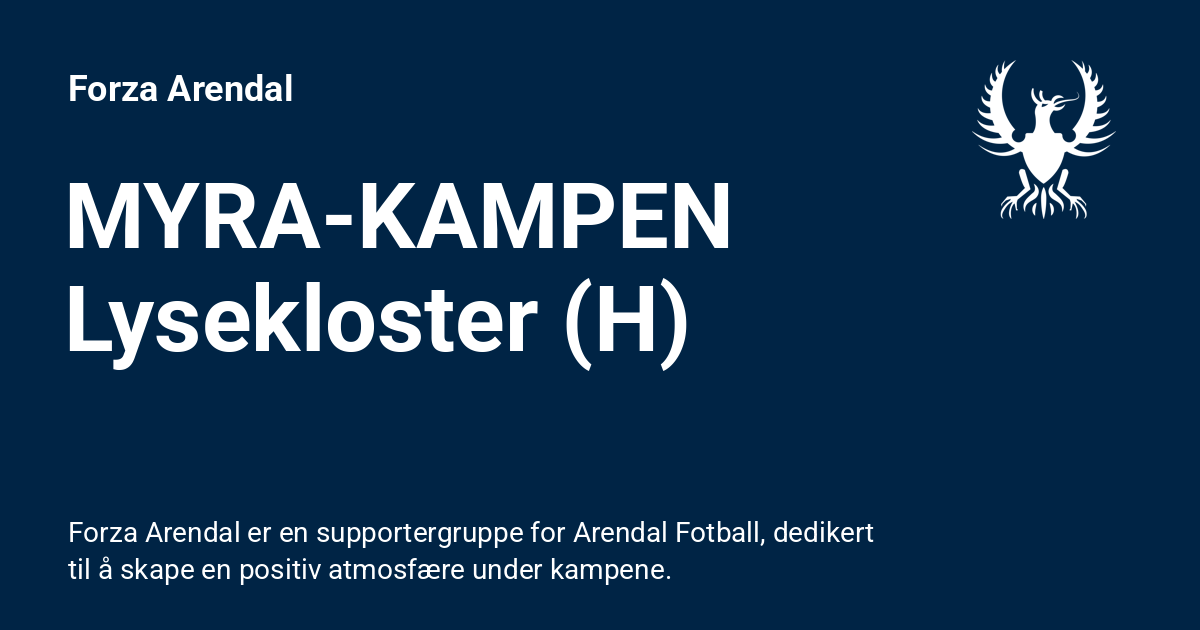 Forza Arendal
MYRA-KAMPEN
Lysekloster (H)
Forza Arendal er en supportergruppe for Arendal Fotball, dedikert
til å skape en positiv atmosfære under kampene.